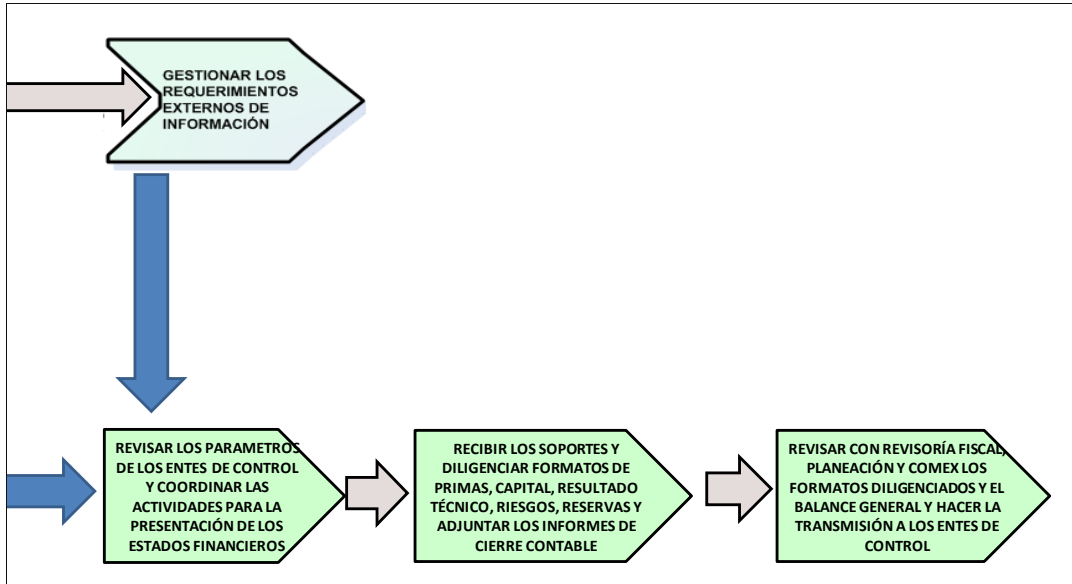 GESTIONAR LOS
REQUERIMIENTOS
EXTERNOS DE
INFORMACIÓN
REVISAR LOS PARAMETROS
DE LOS ENTES DE CONTROL
Y COORDINAR LAS
ACTIVIDADES PARA LA
PRESENTACIÓN DE LOS
ESTADOS FINANCIEROS
RECIBIR LOS SOPORTES Y
DILIGENCIAR FORMATOS DE
PRIMAS, CAPITAL, RESULTADO
TÉCNICO, RIESGOS, RESERVAS Y
ADJUNTAR LOS INFORMES DE
CIERRE CONTABLE
REVISAR CON REVISORÍA FISCAL,
PLANEACIÓN Y COMEX LOS
FORMATOS DILIGENCIADOS Y EL
BALANCE GENERAL Y HACER LA
TRANSMISIÓN A LOS ENTES DE
CONTROL